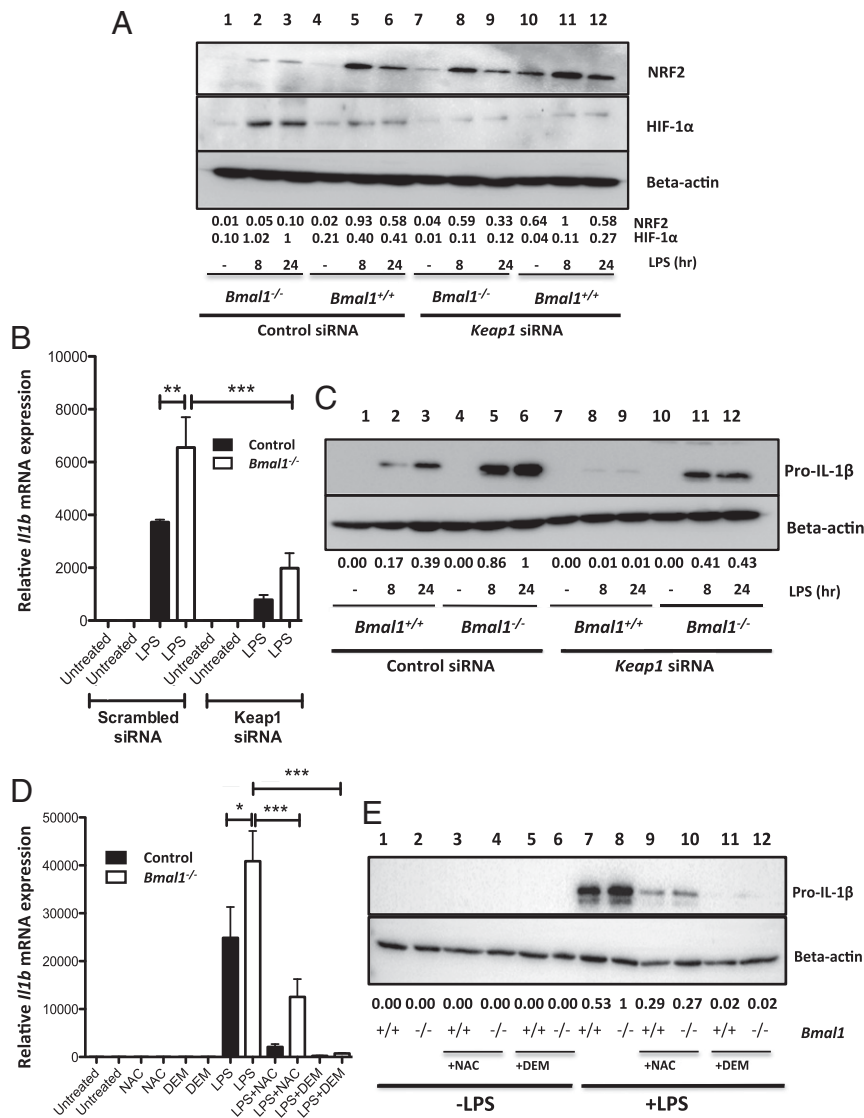 A
1 2 3 4 5 6 7 8 9 10 11 12
NRF2
HIF-1α
Beta-actin
0.01 0.05 0.10 0.02 0.93 0.58 0.04 0.59 0.33 0.64 1 0.58 NRF2
0.10 1.02 1 0.21 0.40 0.41 0.01 0.11 0.12 0.04 0.11 0.27 HIF-1α
- 8 24 - 8 24 - 8 24 - 8 24 LPS (hr)
Bmal1-/- Bmal1+/+ Bmal1-/- Bmal1+/+
Control siRNA Keap1 siRNA
B
Relative Il1b mRNA expression
10000
8000
6000
4000
2000
0
** ***
Control
Bmal1-/-
Untreated Untreated LPS LPS Untreated Untreated LPS LPS
Scrambled siRNA
Keap1 siRNA
C
1 2 3 4 5 6 7 8 9 10 11 12
Pro-IL-1β
Beta-actin
0.00 0.17 0.39 0.00 0.86 1 0.00 0.01 0.01 0.00 0.41 0.43
- 8 24 - 8 24 - 8 24 - 8 24 LPS (hr)
Bmal1+/+ Bmal1-/- Bmal1+/+ Bmal1-/-
Control siRNA Keap1 siRNA
D
Relative Il1b mRNA expression
50000
40000
30000
20000
10000
0
***
* ***
Control
Bmal1-/-
Untreated Untreated NAC NAC DEM DEM LPS LPS LPS+NAC LPS+NAC LPS+DEM LPS+DEM
E
1 2 3 4 5 6 7 8 9 10 11 12
Pro-IL-1β
Beta-actin
0.00 0.00 0.00 0.00 0.00 0.00 0.53 1 0.29 0.27 0.02 0.02
+/+ -/- +/+ -/- +/+ -/- +/+ -/- +/+ -/- +/+ -/- Bmal1
+NAC +DEM +NAC +DEM
-LPS +LPS